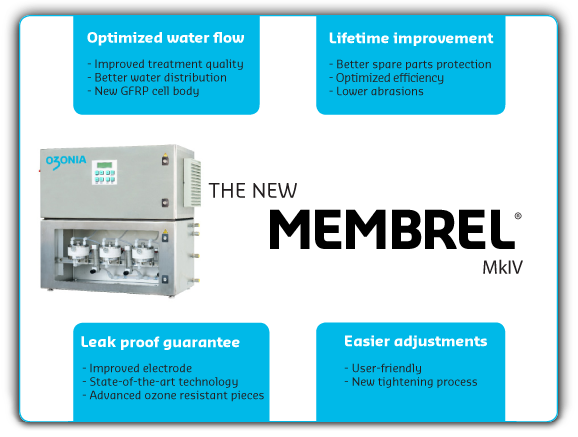 Optimized water flow
- Improved treatment quality
- Better water distribution
- New GFRP cell body
Lifetime improvement
- Better spare parts protection
- Optimized efficiency
- Lower abrasions
OZONIA
THE NEW
MEMBREL®
MkIV
Leak proof guarantee
- Improved electrode
- State-of-the-art technology
- Advanced ozone resistant pieces
Easier adjustments
- User-friendly
- New tightening process